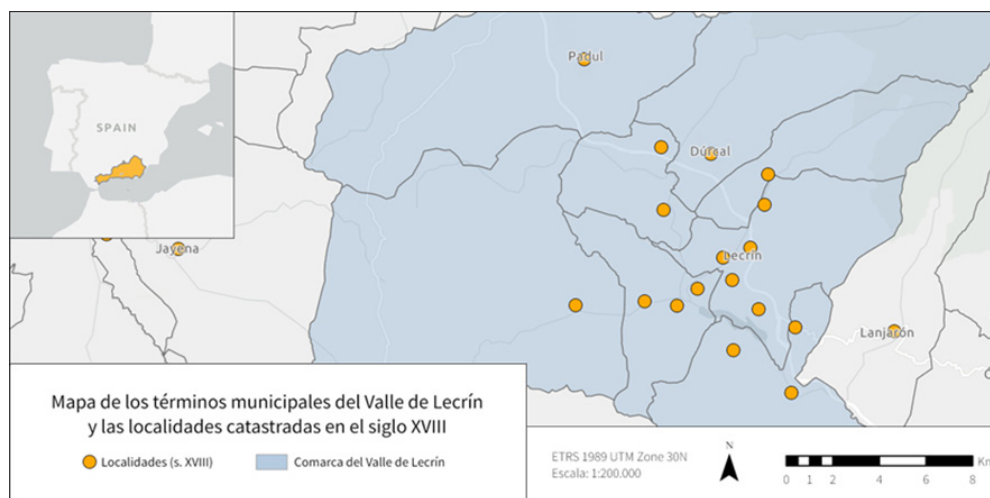 SPAIN
Padul
Dúrcal
Lecrín
Jayena
Lanjarón
Mapa de los términos municipales del Valle de Lecrín
y las localidades catastradas en el siglo XVIII
Localidades (s. XVIII)
Comarca del Valle de Lecrín
ETRS 1989 UTM Zone 30N
Escala: 1:200.000
N
Km
0 1 2 4 6 8